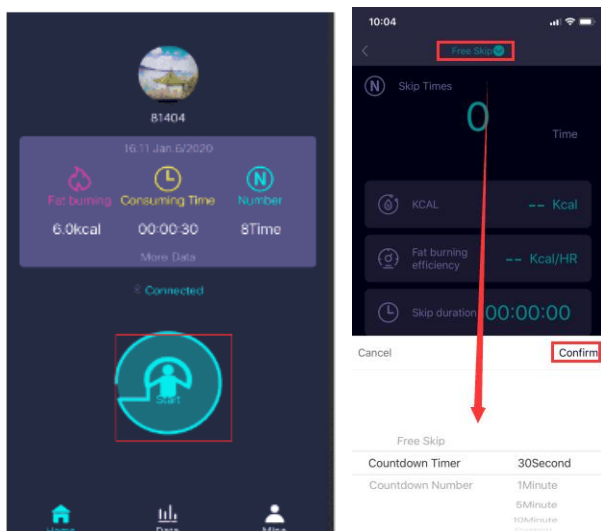 81404
16:11 Jan.6/2020
Fat burning Consuming Time Number
6.0kcal 00:00:30 8Time
More Data
Connected
Start
Home Data Mine
10:04
Free Skip
N Skip Times
0
Time
KCAL -- Kcal
Fat burning
efficiency -- Kcal/HR
Skip duration 00:00:00
Cancel Confirm
Free Skip
Countdown Timer 30Second
Countdown Number 1Minute
5Minute
10Minute